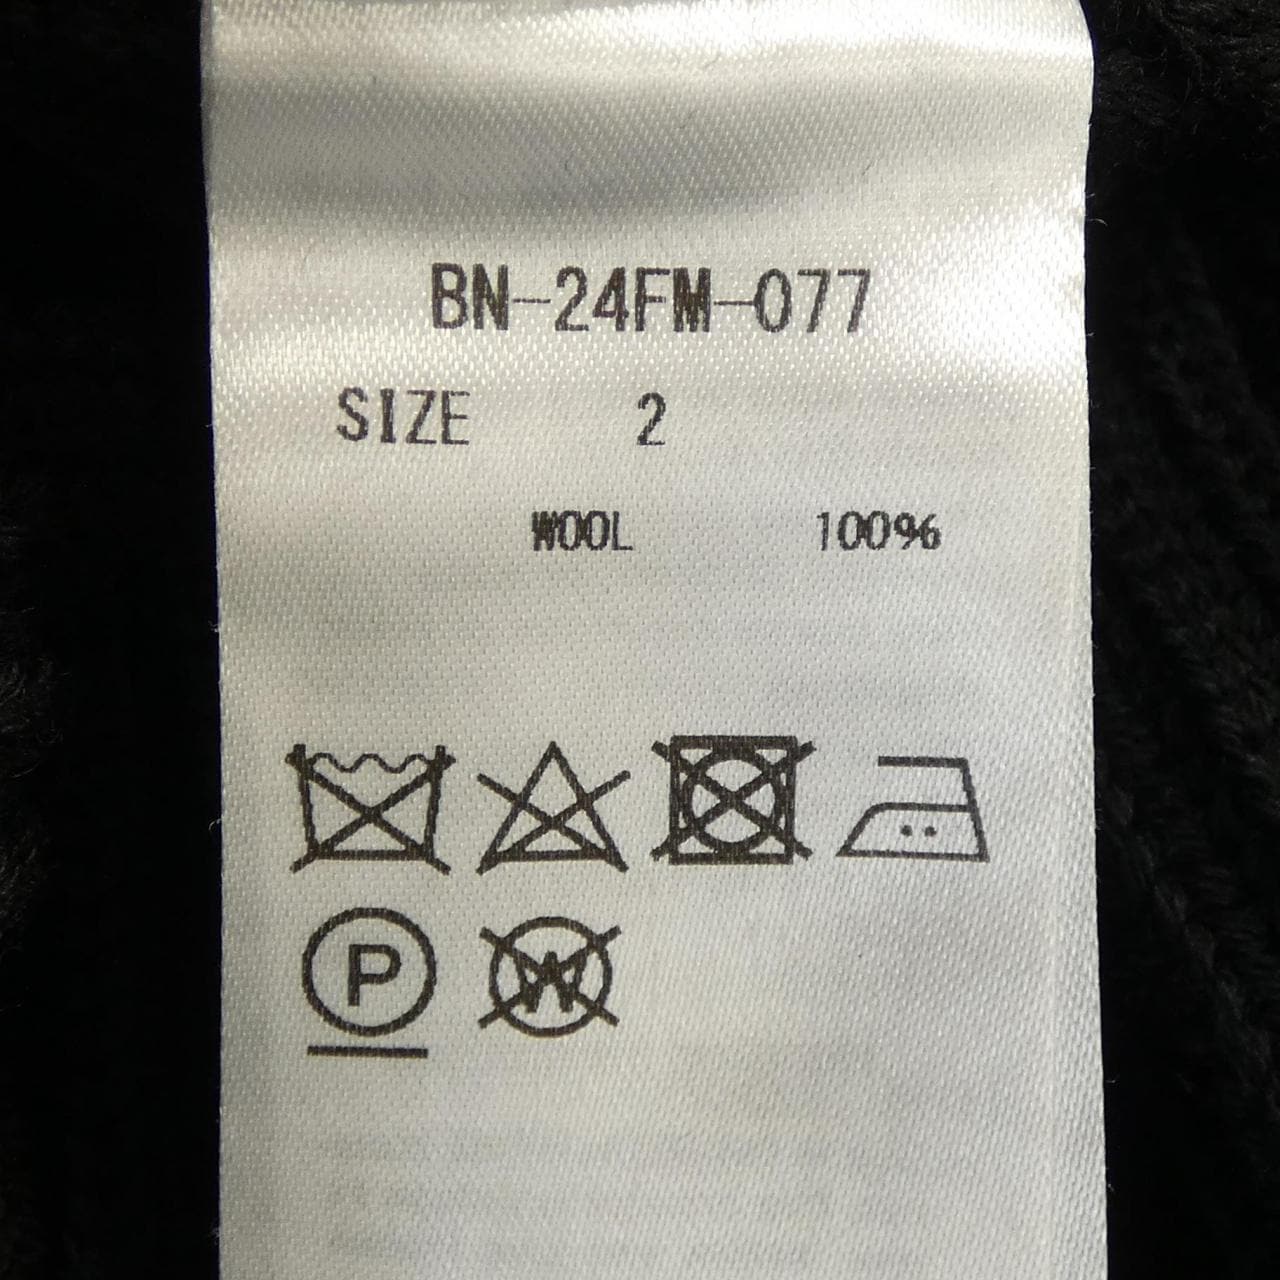 BN-24FM-077
SIZE 2
WOOL 100%
P W